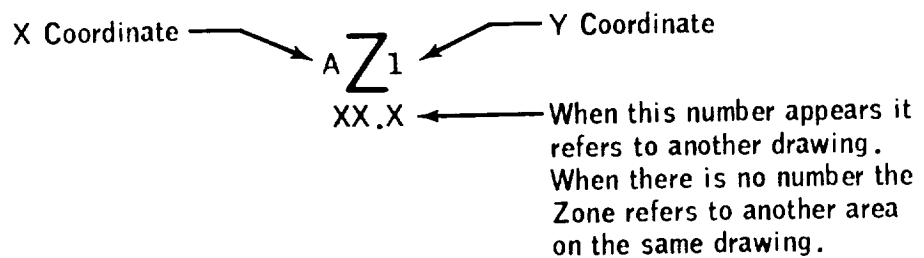 X Coordinate
Y Coordinate
A Z 1
XX.X
When this number appears it
refers to another drawing.
When there is no number the
Zone refers to another area
on the same drawing.